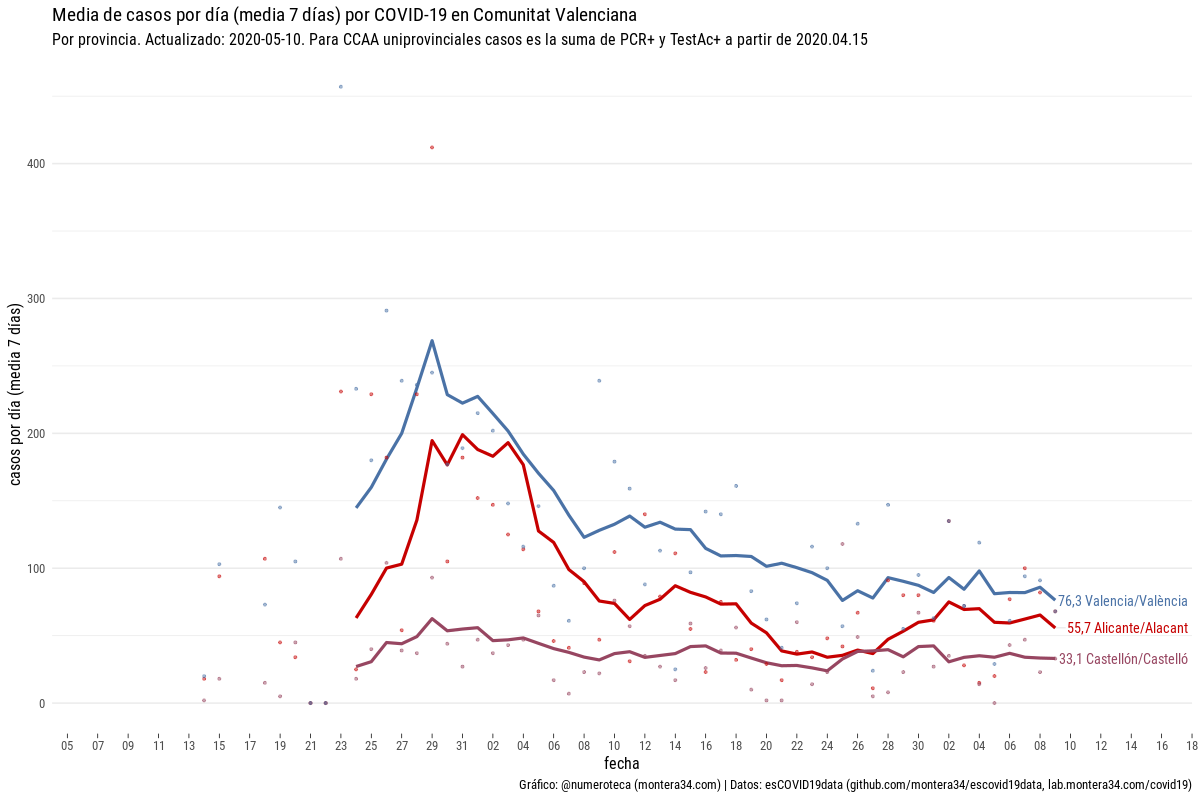 Media de casos por día (media 7 días) por COVID-19 en Comunitat Valenciana
Por provincia. Actualizado: 2020-05-10. Para CCAA uniprovinciales casos es la suma de PCR+ y TestAc+ a partir de 2020.04.15
casos por día (media 7 días)
400
300
200
100
0
76,3 Valencia/València
55,7 Alicante/Alacant
33,1 Castellón/Castelló
05 07 09 11 13 15 17 19 21 23 25 27 29 31 02 04 06 08 10 12 14 16 18 20 22 24 26 28 30 02 04 06 08 10 12 14 16 18
fecha
Gráfico: @numeroteca (montera34.com) | Datos: esCOVID19data (github.com/montera34/escovid19data, lab.montera34.com/covid19)